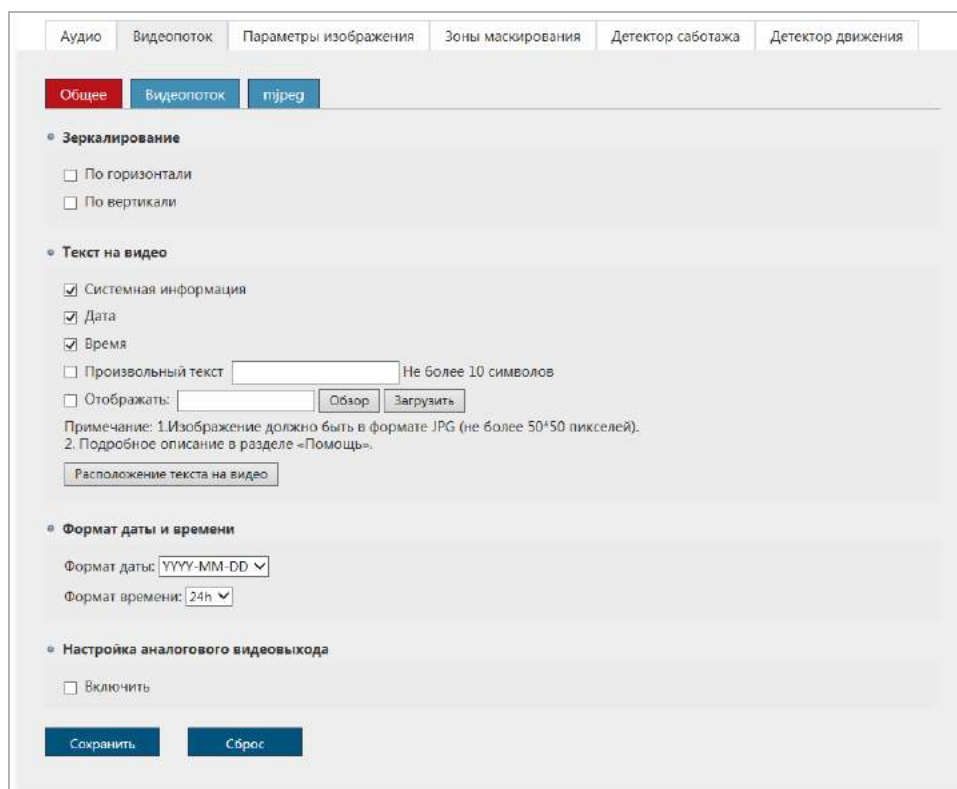 Аудио Видеопоток Параметры изображения Зоны маскирования Детектор саботажа Детектор движения
Общее Видеопоток mjpeg
Зеркалирование
По горизонтали
По вертикали
Текст на видео
Системная информация
Дата
Время
Произвольный текст Не более 10 символов
Отображать: Обзор Загрузить
Примечание: 1.Изображение должно быть в формате JPG (не более 50*50 пикселей).
2. Подробное описание в разделе «Помощь».
Расположение текста на видео
Формат даты и времени
Формат даты: YYYY-MM-DD
Формат времени: 24h
Настройка аналогового видеовыхода
Включить
Сохранить Сброс